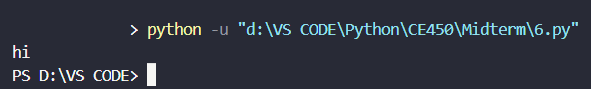 > python -u "d:\VS CODE\Python\CE450\Midterm\6.py"
hi
PS D:\VS CODE>